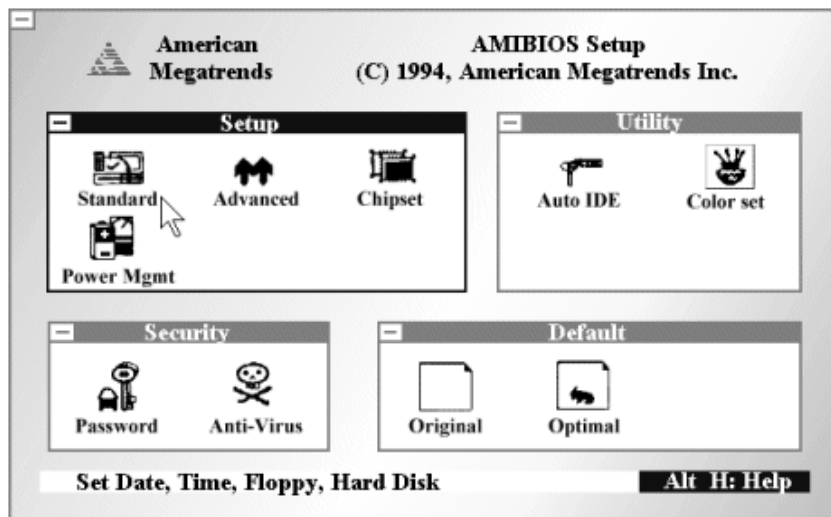 American
Megatrends
AMIBIOS Setup
(C) 1994, American Megatrends Inc.
Setup
Standard
Advanced
Chipset
Power Mgmt
Utility
Auto IDE
Color set
Security
Password
Anti-Virus
Default
Original
Optimal
Set Date, Time, Floppy, Hard Disk
Alt H: Help